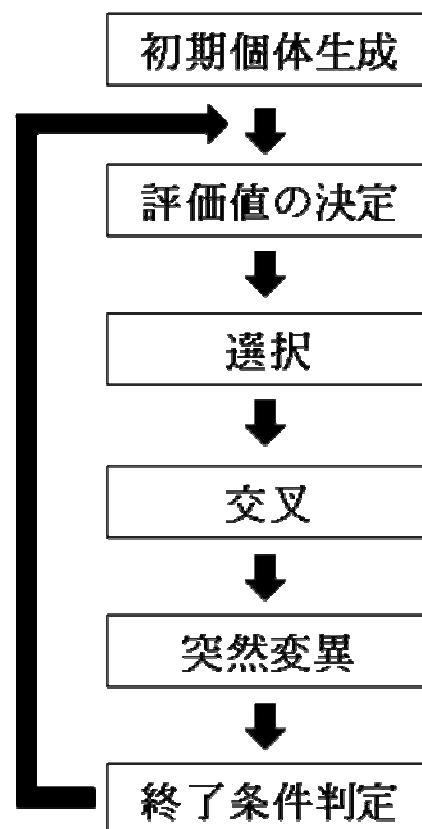 初期個体生成
評価値の決定
選択
交叉
突然変異
終了条件判定